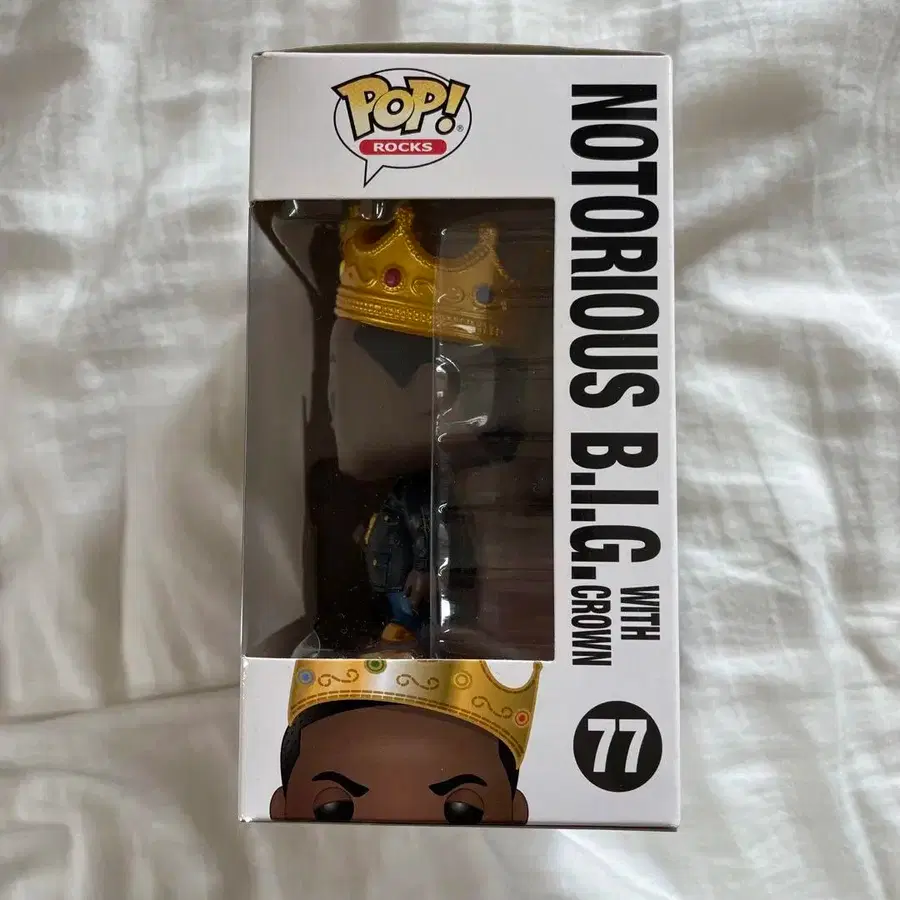 POP!
ROCKS
NOTORIOUS B.I.G.
WITH
CROWN
77